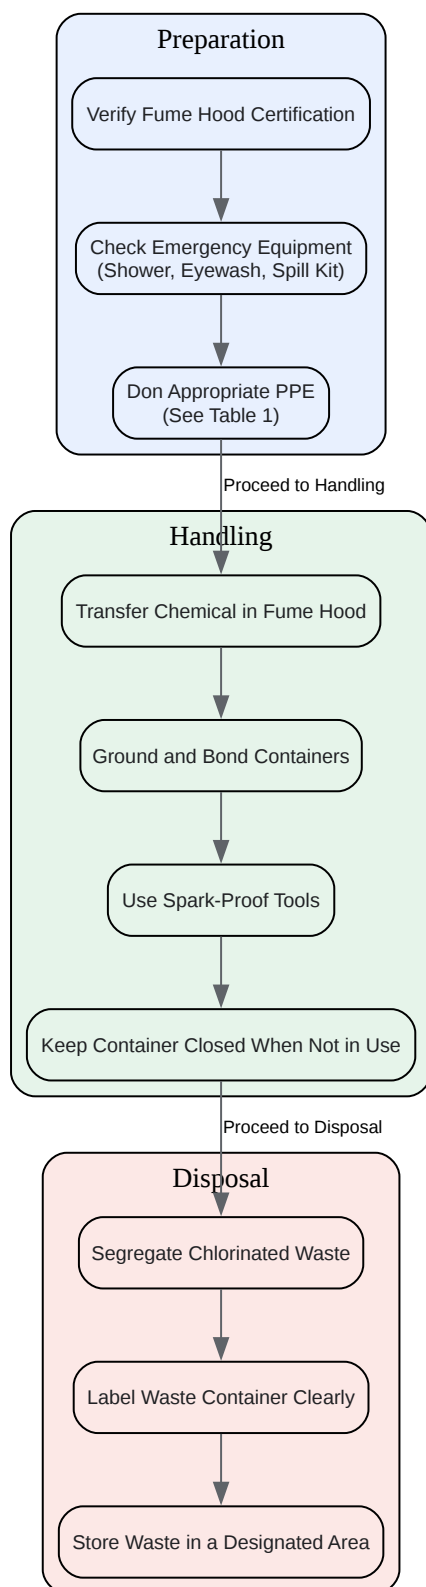 Preparation
Verify Fume Hood Certification
Check Emergency Equipment
(Shower, Eyewash, Spill Kit)
Don Appropriate PPE
(See Table 1)
Proceed to Handling
Handling
Transfer Chemical in Fume Hood
Ground and Bond Containers
Use Spark-Proof Tools
Keep Container Closed When Not in Use
Proceed to Disposal
Disposal
Segregate Chlorinated Waste
Label Waste Container Clearly
Store Waste in a Designated Area